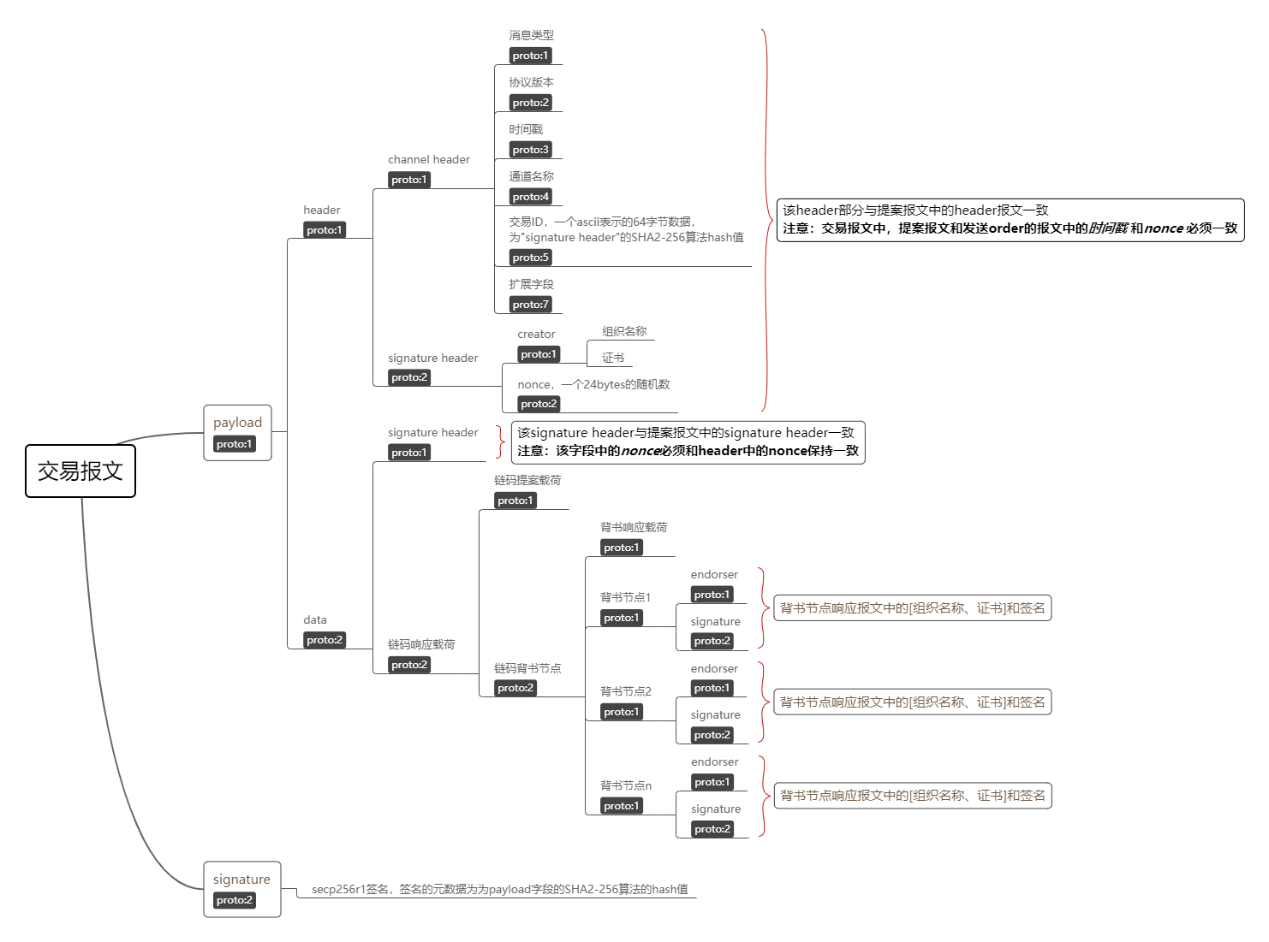 消息类型
proto:1
协议版本
proto:2
时间戳
proto:3
通道名称
proto:4
交易ID，一个ascii表示的64字节数据，
为"signature header"的SHA2-256算法hash值
proto:5
扩展字段
proto:7
channel header
proto:1
header
proto:1
该header部分与提案报文中的header报文一致
注意：交易报文中，提案报文和发送order的报文中的时间戳 和nonce 必须一致
creator
proto:1
组织名称
证书
signature header
proto:2
nonce，一个24bytes的随机数
proto:2
payload
proto:1
交易报文
signature header
proto:1
该signature header与提案报文中的signature header一致
注意：该字段中的nonce必须和header中的nonce保持一致
链码提案载荷
proto:1
背书响应载荷
proto:1
data
proto:2
链码响应载荷
proto:2
链码背书节点
proto:2
背书节点1
proto:1
endorser
proto:1
signature
proto:2
背书节点响应报文中的[组织名称、证书]和签名
背书节点2
proto:1
endorser
proto:1
signature
proto:2
背书节点响应报文中的[组织名称、证书]和签名
背书节点n
proto:1
endorser
proto:1
signature
proto:2
背书节点响应报文中的[组织名称、证书]和签名
signature
proto:2
secp256r1签名，签名的元数据为为payload字段的SHA2-256算法的hash值